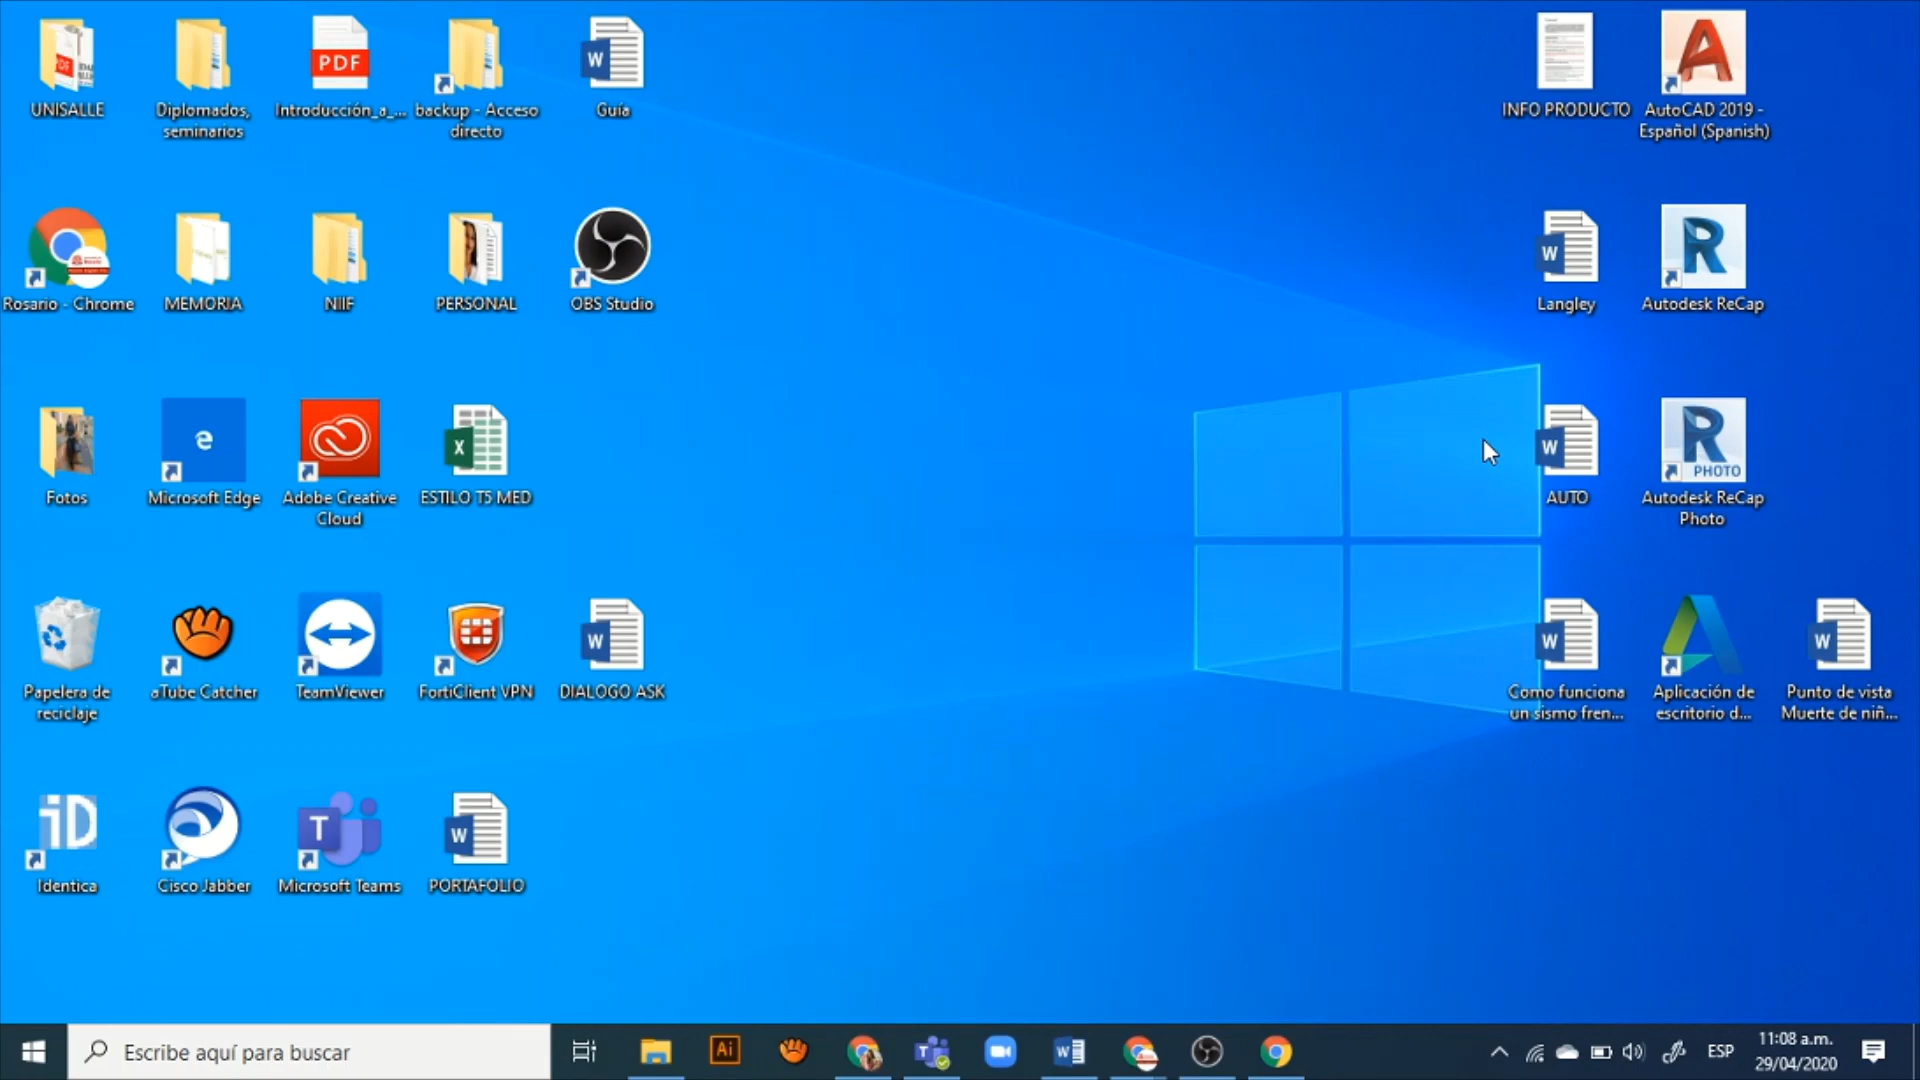 UNISALLE
Diplomados,
seminarios
PDF
Introducción_a_...
backup - Acceso
directo
W
Guía
INFO PRODUCTO
AutoCAD 2019 -
Español (Spanish)
Rosario - Chrome
MEMORIA
NIIF
PERSONAL
OBS Studio
W
Langley
Autodesk ReCap
Fotos
Microsoft Edge
Adobe Creative
Cloud
X
ESTILO T5 MED
W
AUTO
PHOTO
Autodesk ReCap
Photo
Papelera de
reciclaje
aTube Catcher
TeamViewer
FortiClient VPN
W
DIALOGO ASK
W
Como funciona
un sismo fren...
Aplicación de
escritorio d...
W
Punto de vista
Muerte de niñ...
iD
Identica
Cisco Jabber
T
Microsoft Teams
W
PORTAFOLIO
Escribe aquí para buscar
Ai
ESP
11:08 a.m.
29/04/2020